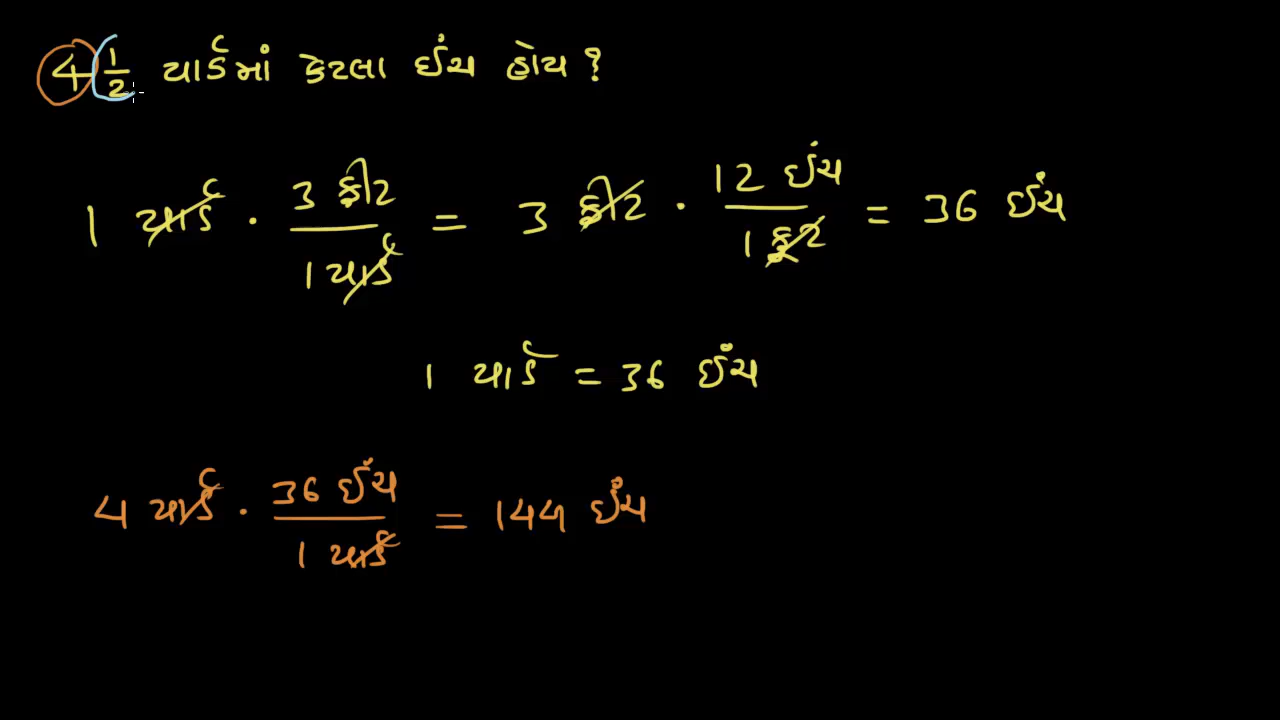 4 1/2 યાર્ડમાં કેટલા ઈંચ હોય ?
1 યાર્ડ · 3 ફીટ / 1 યાર્ડ = 3 ફીટ · 12 ઈંચ / 1 ફુટ = 36 ઈંચ
1 યાર્ડ = 36 ઈંચ
4 યાર્ડ · 36 ઈંચ / 1 યાર્ડ = 144 ઈંચ